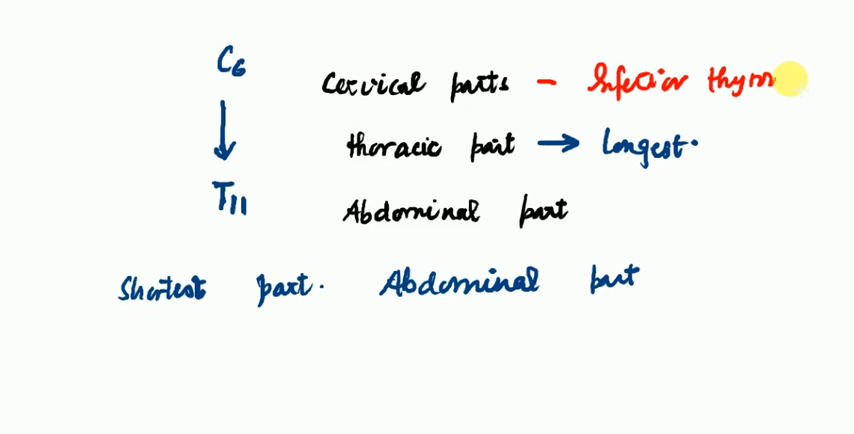 C6
Cervical parts - Inferior thyro
thoracic part → Longest.
T11
Abdominal part
Shortest part. Abdominal part